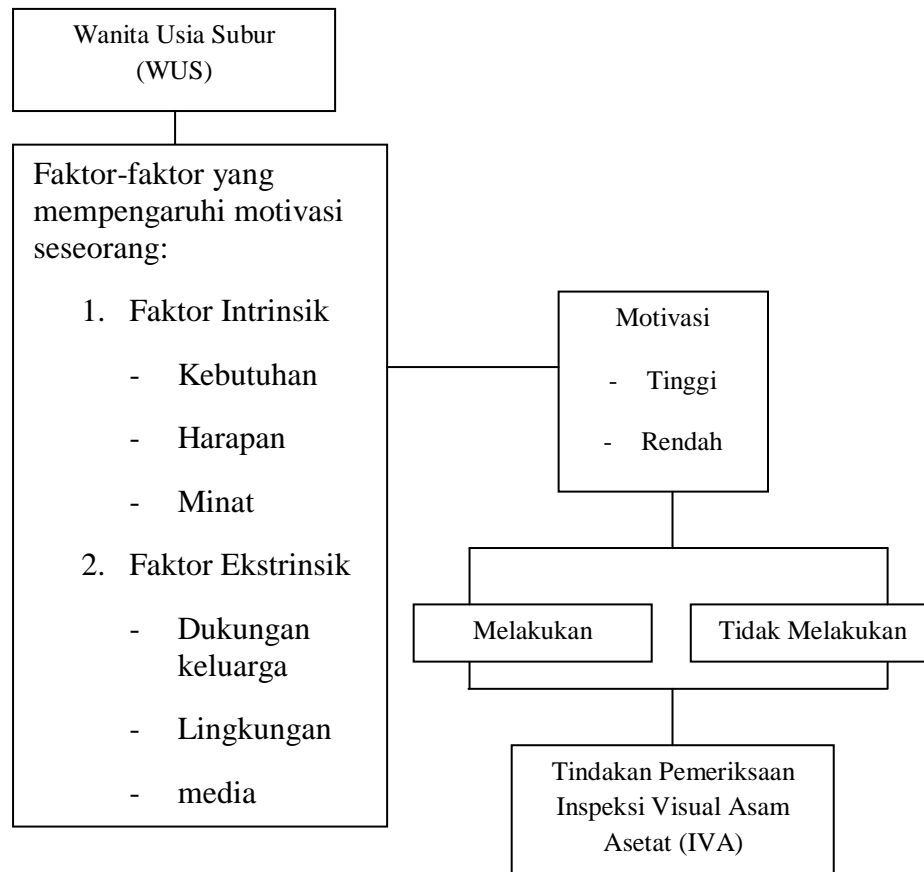 Wanita Usia Subur
(WUS)
Faktor-faktor yang
mempengaruhi motivasi
seseorang:
1. Faktor Intrinsik
- Kebutuhan
- Harapan
- Minat
2. Faktor Ekstrinsik
- Dukungan
keluarga
- Lingkungan
- media
Motivasi
- Tinggi
- Rendah
Melakukan
Tidak Melakukan
Tindakan Pemeriksaan
Inspeksi Visual Asam
Asetat (IVA)